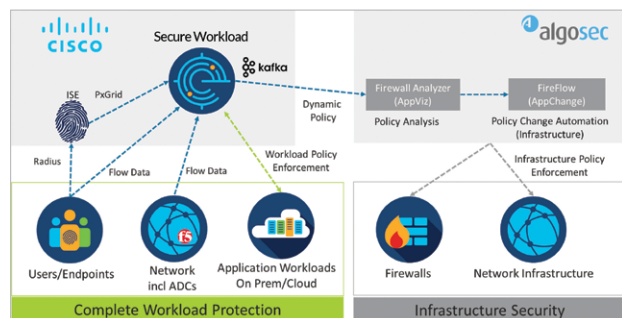 CISCO
Secure Workload
kafka
algosec
ISE
PxGrid
Dynamic
Policy
Firewall Analyzer
(AppViz)
Policy Analysis
FireFlow
(AppChange)
Policy Change Automation
(Infrastructure)
Radius
Flow Data
Flow Data
Workload Policy
Enforcement
Infrastructure Policy
Enforcement
Users/Endpoints
f5
Network
incl ADCs
Application Workloads
On Prem/Cloud
Firewalls
Network Infrastructure
Complete Workload Protection
Infrastructure Security